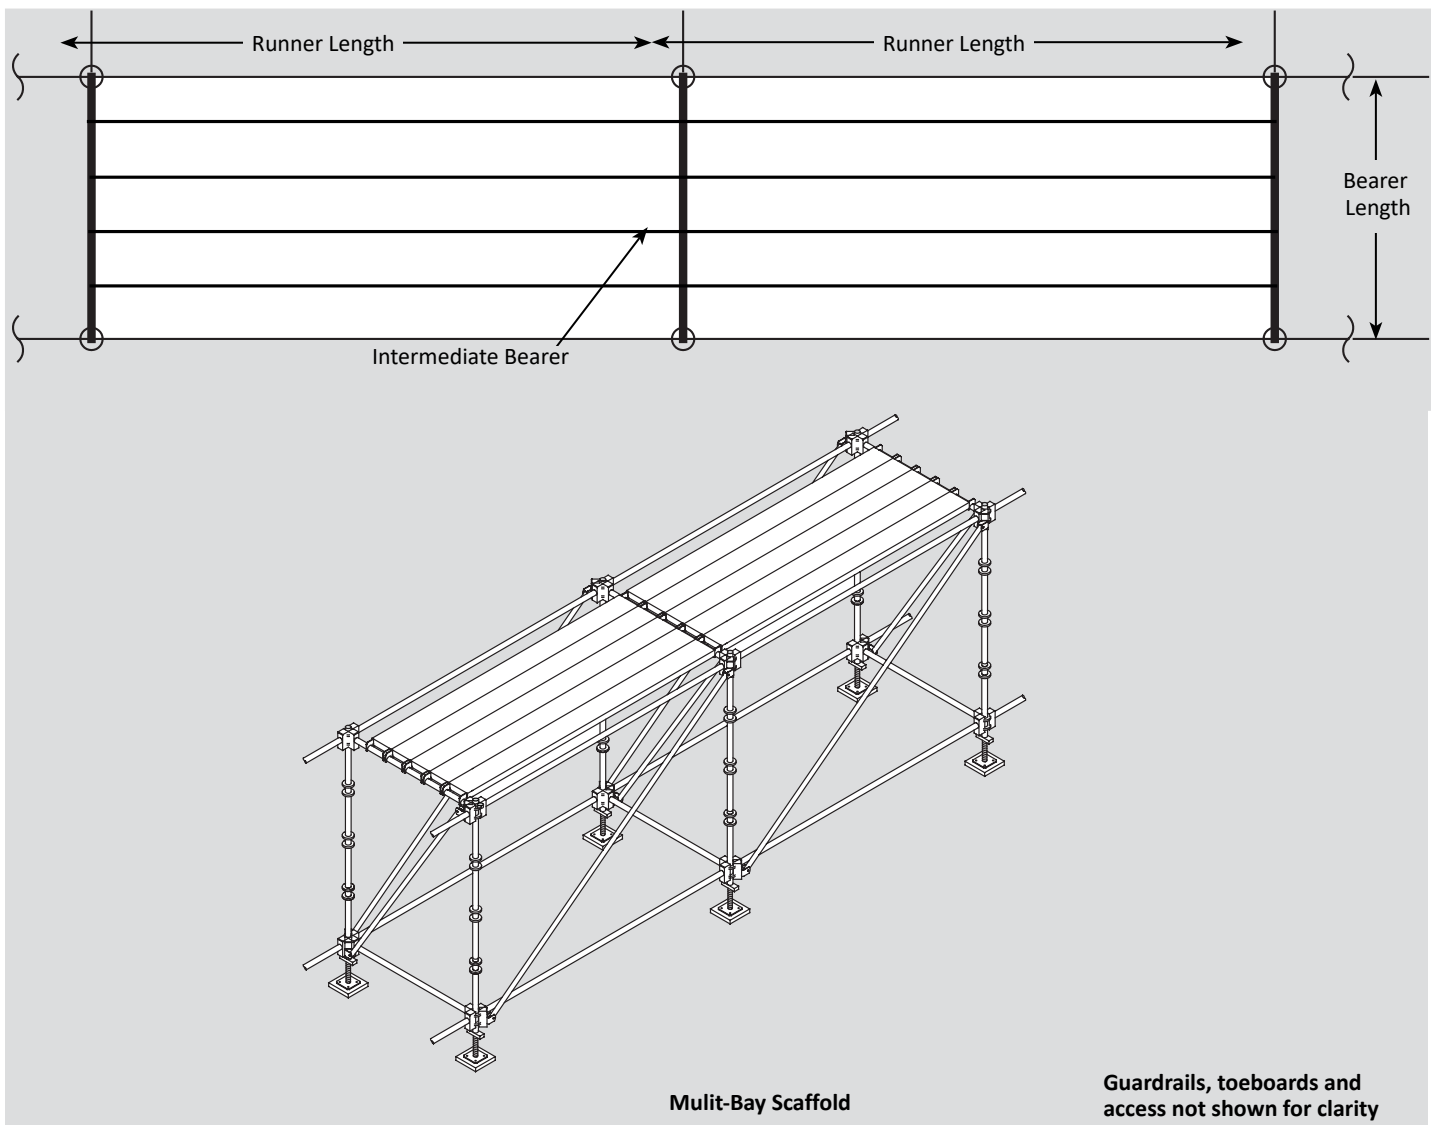 Runner Length
Runner Length
Bearer
Length
Intermediate Bearer
Mulit-Bay Scaffold
Guardrails, toeboards and
access not shown for clarity